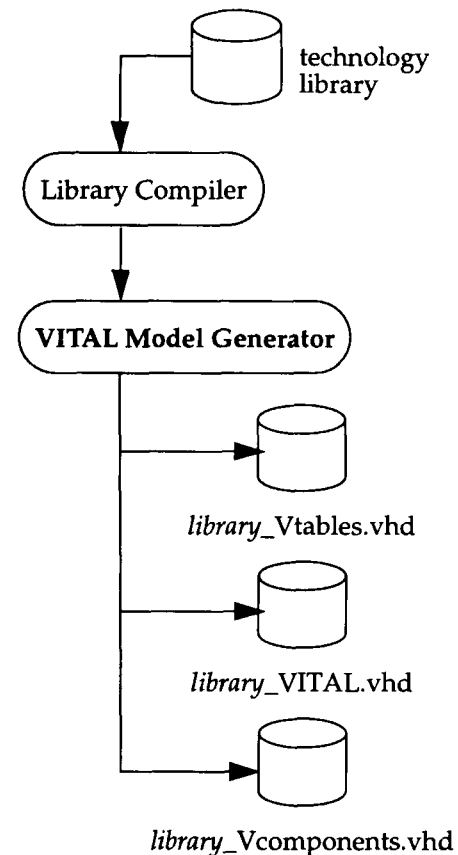 technology
library
Library Compiler
VITAL Model Generator
library_Vtables.vhd
library_VITAL.vhd
library_Vcomponents.vhd